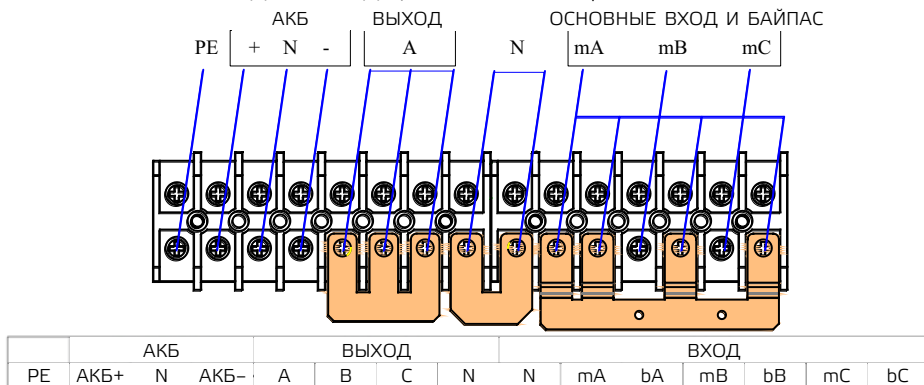 АКБ ВЫХОД ОСНОВНЫЕ ВХОД И БАЙПАС
PE + N - A N mA mB mC
АКБ ВЫХОД ВХОД
PE АКБ+ N АКБ- A B C N N mA bA mB bB mC bC